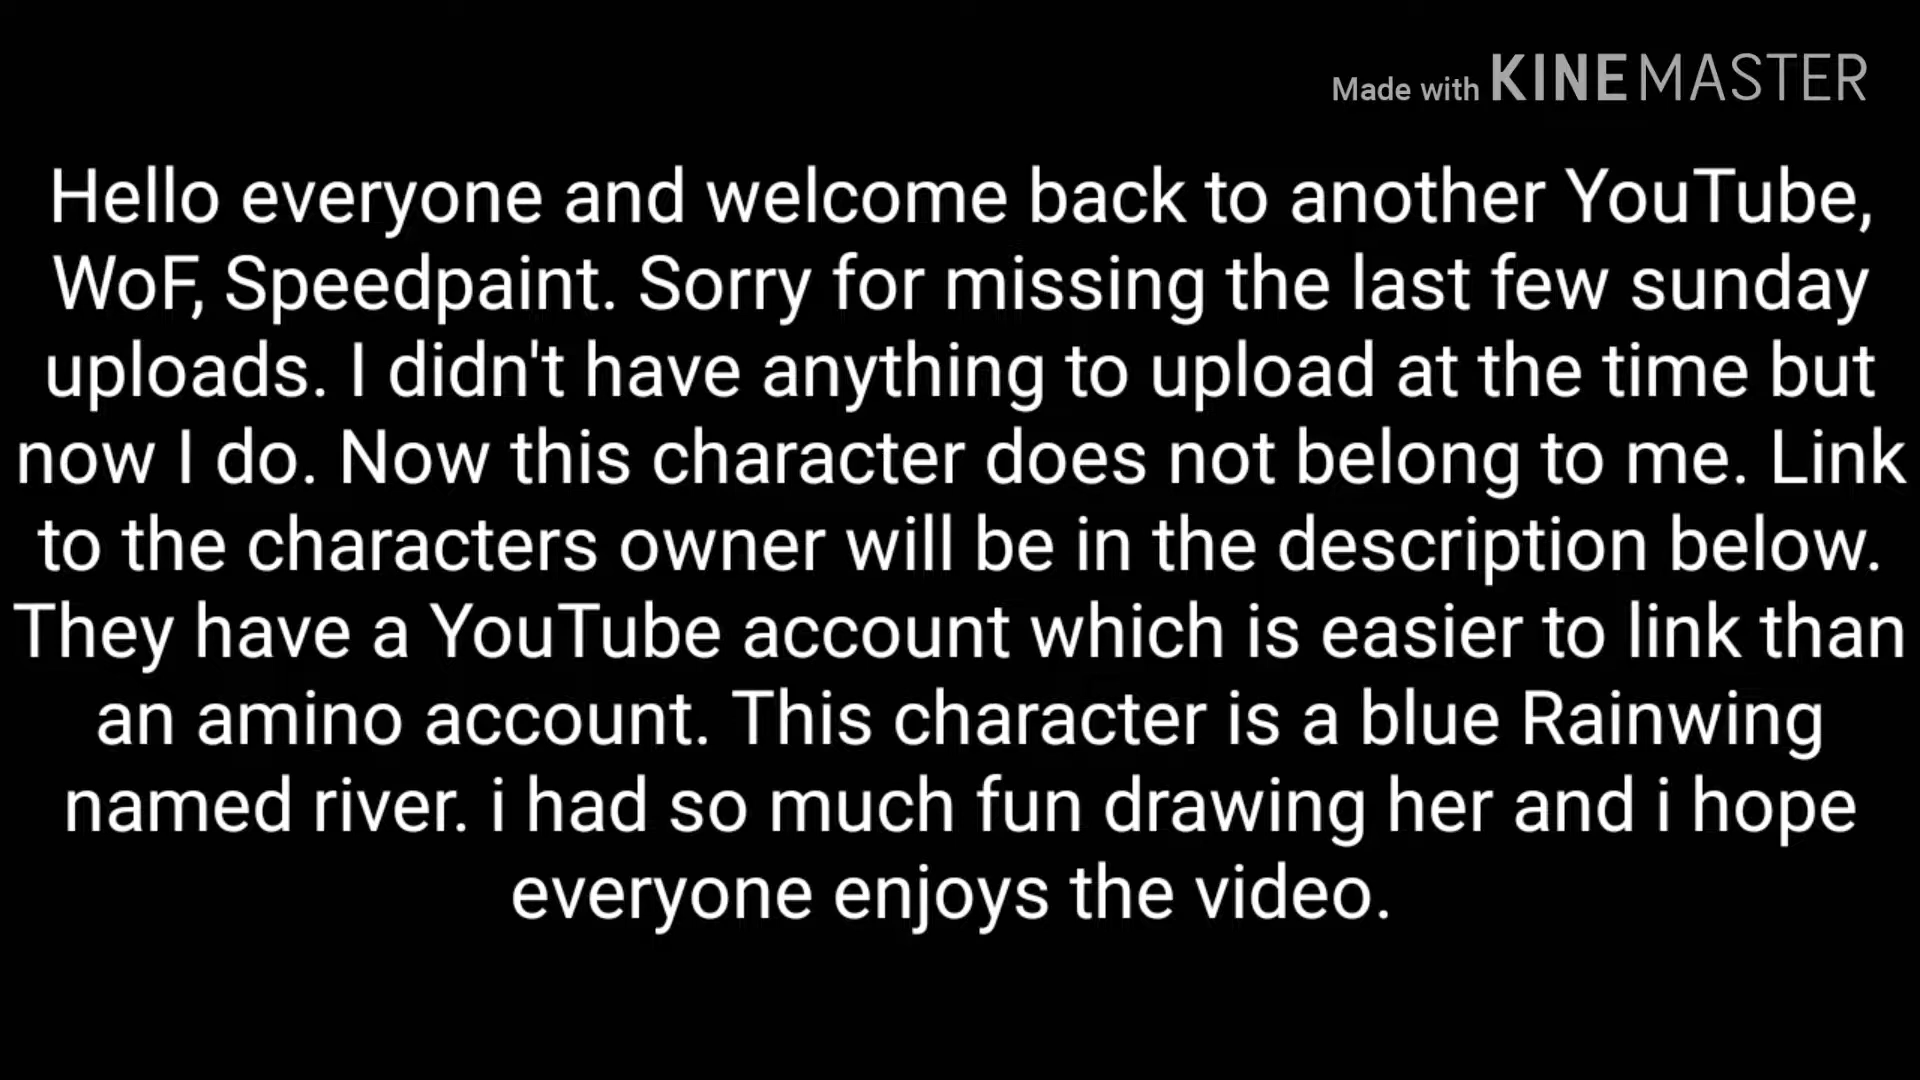 Made with KINEMASTER
Hello everyone and welcome back to another YouTube,
WoF, Speedpaint. Sorry for missing the last few sunday
uploads. I didn't have anything to upload at the time but
now I do. Now this character does not belong to me. Link
to the characters owner will be in the description below.
They have a YouTube account which is easier to link than
an amino account. This character is a blue Rainwing
named river. i had so much fun drawing her and i hope
everyone enjoys the video.